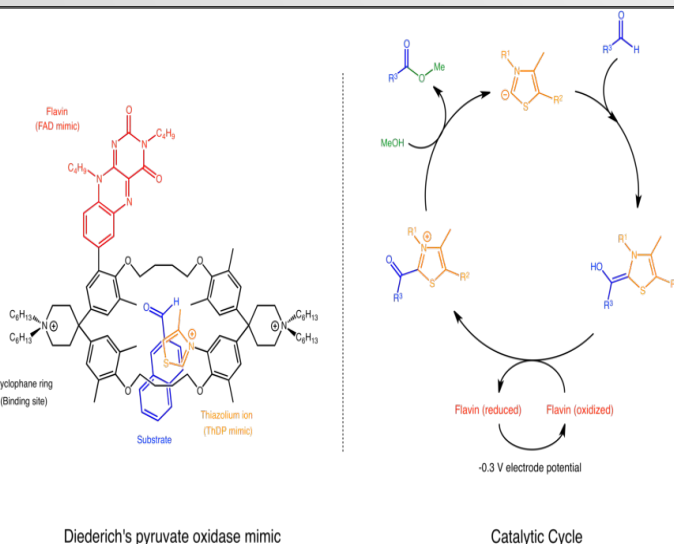 Flavin
(FAD mimic)
O
N
N
C₄H₉
C₄H₉
N
N
O
O
O
C₆H₁₃
N⊕
C₆H₁₃
O
H
⊕
N
S
⊕N
C₆H₁₃
C₆H₁₃
O
O
yclophane ring
(Binding site)
Thiazolium ion
(ThDP mimic)
Substrate
Diederich's pyruvate oxidase mimic
O
R³
O
Me
MeOH
R¹
N
⊖
S
R²
O
R³
H
R¹
N
HO
S
R³
R¹
⊕
N
O
S
R²
R³
Flavin (reduced)
Flavin (oxidized)
-0.3 V electrode potential
Catalytic Cycle